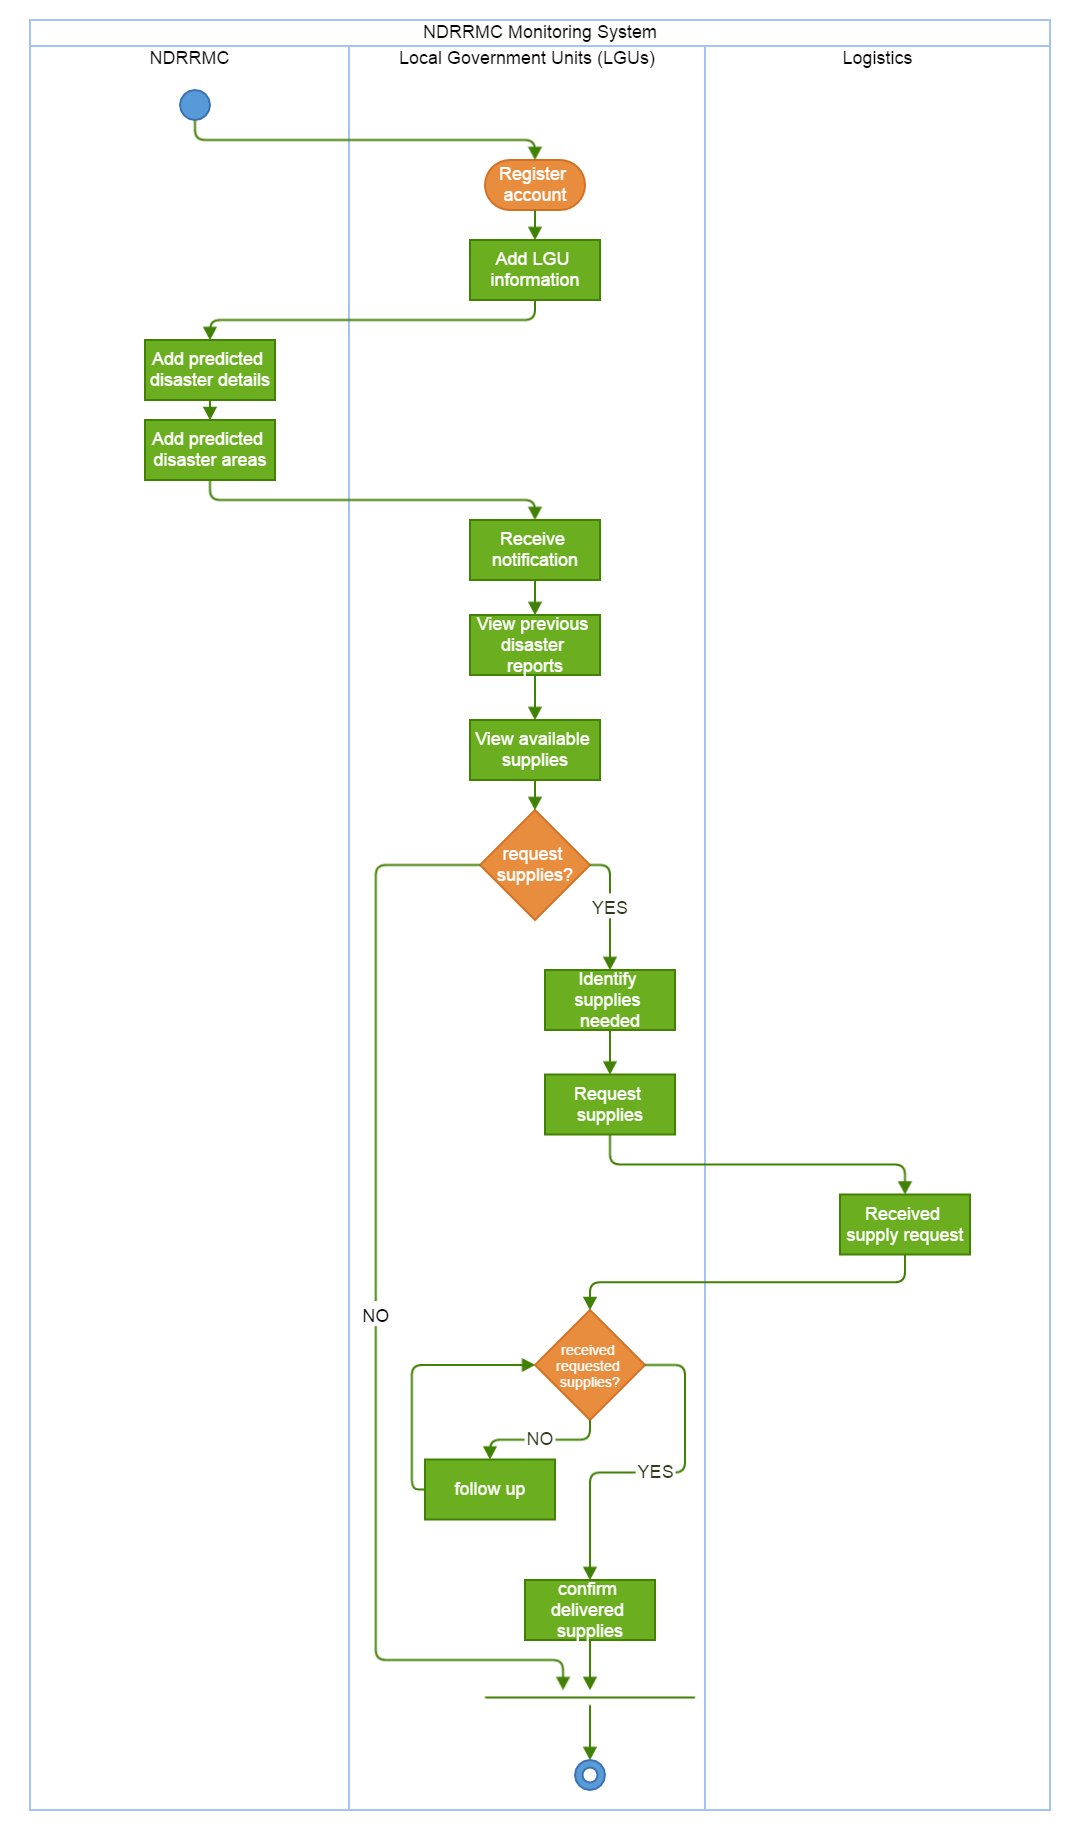 NDRRMC Monitoring System
NDRRMC
Local Government Units (LGUs)
Logistics
Register
account
Add LGU
information
Add predicted
disaster details
Add predicted
disaster areas
Receive
notification
View previous
disaster
reports
View available
supplies
request
supplies?
YES
Identify
supplies
needed
Request
supplies
Received
supply request
NO
received
requested
supplies?
NO
YES
follow up
confirm
delivered
supplies